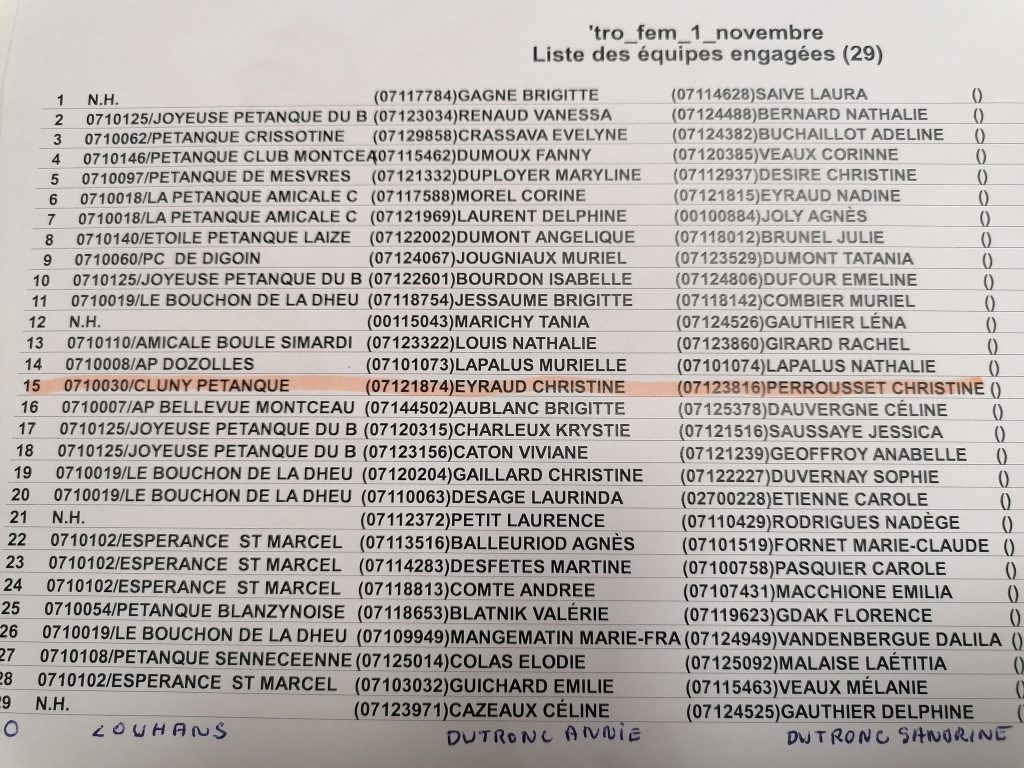 'tro_fem_1_novembre
Liste des équipes engagées (29)
1 N.H. (07117784)GAGNE BRIGITTE (07114628)SAIVE LAURA ()
2 0710125/JOYEUSE PETANQUE DU B (07123034)RENAUD VANESSA (07124488)BERNARD NATHALIE ()
3 0710062/PETANQUE CRISSOTINE (07129858)CRASSAVA EVELYNE (07124382)BUCHAILLOT ADELINE ()
4 0710146/PETANQUE CLUB MONTCEA(07115462)DUMOUX FANNY (07120385)VEAUX CORINNE ()
5 0710097/PETANQUE DE MESVRES (07121332)DUPLOYER MARYLINE (07112937)DESIRE CHRISTINE ()
6 0710018/LA PETANQUE AMICALE C (07117588)MOREL CORINE (07121815)EYRAUD NADINE ()
7 0710018/LA PETANQUE AMICALE C (07121969)LAURENT DELPHINE (00100884)JOLY AGNÈS ()
8 0710140/ETOILE PETANQUE LAIZE (07122002)DUMONT ANGELIQUE (07118012)BRUNEL JULIE ()
9 0710060/PC DE DIGOIN (07124067)JOUGNIAUX MURIEL (07123529)DUMONT TATANIA ()
10 0710125/JOYEUSE PETANQUE DU B (07122601)BOURDON ISABELLE (07124806)DUFOUR EMELINE ()
11 0710019/LE BOUCHON DE LA DHEU (07118754)JESSAUME BRIGITTE (07118142)COMBIER MURIEL ()
12 N.H. (00115043)MARICHY TANIA (07124526)GAUTHIER LÉNA ()
13 0710110/AMICALE BOULE SIMARDI (07123322)LOUIS NATHALIE (07123860)GIRARD RACHEL ()
14 0710008/AP DOZOLLES (07101073)LAPALUS MURIELLE (07101074)LAPALUS NATHALIE ()
15 0710030/CLUNY PETANQUE (07121874)EYRAUD CHRISTINE (07123816)PERROUSSET CHRISTINE ()
16 0710007/AP BELLEVUE MONTCEAU (07144502)AUBLANC BRIGITTE (07125378)DAUVERGNE CÉLINE ()
17 0710125/JOYEUSE PETANQUE DU B (07120315)CHARLEUX KRYSTIE (07121516)SAUSSAYE JESSICA ()
18 0710125/JOYEUSE PETANQUE DU B (07123156)CATON VIVIANE (07121239)GEOFFROY ANABELLE ()
19 0710019/LE BOUCHON DE LA DHEU (07120204)GAILLARD CHRISTINE (07122227)DUVERNAY SOPHIE ()
20 0710019/LE BOUCHON DE LA DHEU (07110063)DESAGE LAURINDA (02700228)ETIENNE CAROLE ()
21 N.H. (07112372)PETIT LAURENCE (07110429)RODRIGUES NADÈGE ()
22 0710102/ESPERANCE ST MARCEL (07113516)BALLEURIOD AGNÈS (07101519)FORNET MARIE-CLAUDE ()
23 0710102/ESPERANCE ST MARCEL (07114283)DESFETES MARTINE (07100758)PASQUIER CAROLE ()
24 0710102/ESPERANCE ST MARCEL (07118813)COMTE ANDREE (07107431)MACCHIONE EMILIA ()
25 0710054/PETANQUE BLANZYNOISE (07118653)BLATNIK VALÉRIE (07119623)GDAK FLORENCE ()
26 0710019/LE BOUCHON DE LA DHEU (07109949)MANGEMATIN MARIE-FRA (07124949)VANDENBERGUE DALILA ()
27 0710108/PETANQUE SENNECEENNE (07125014)COLAS ELODIE (07125092)MALAISE LAËTITIA ()
28 0710102/ESPERANCE ST MARCEL (07103032)GUICHARD EMILIE (07115463)VEAUX MÉLANIE ()
29 N.H. (07123971)CAZEAUX CÉLINE (07124525)GAUTHIER DELPHINE ()
0 LOUHANS DUTRONC ANNIE DUTRONC SANDRINE